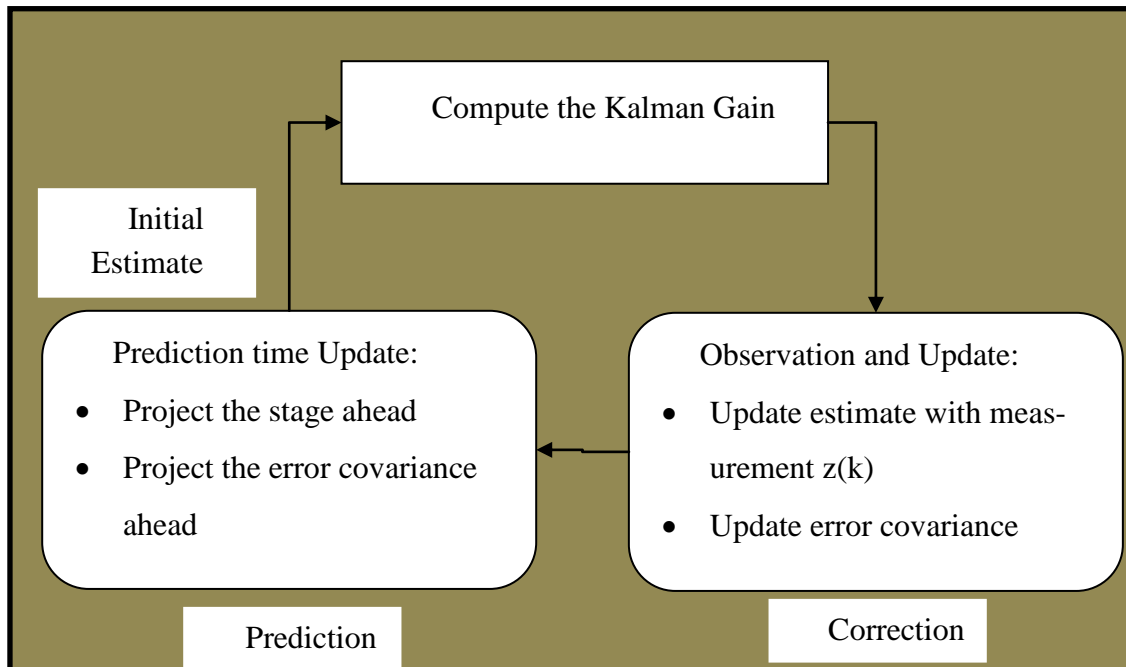 Compute the Kalman Gain
Initial
Estimate
Prediction time Update:
• Project the stage ahead
• Project the error covariance
ahead
Observation and Update:
• Update estimate with meas-
urement z(k)
• Update error covariance
Prediction
Correction